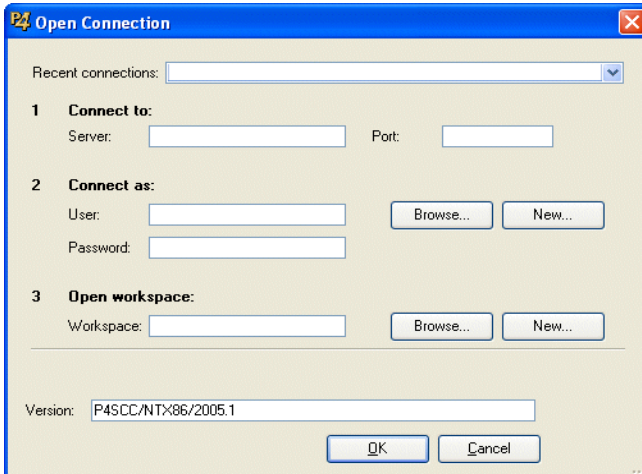 P4 Open Connection
Recent connections:
1 Connect to:
Server: Port:
2 Connect as:
User: Browse... New...
Password:
3 Open workspace:
Workspace: Browse... New...
Version: P4SCC/NTX86/2005.1
OK Cancel